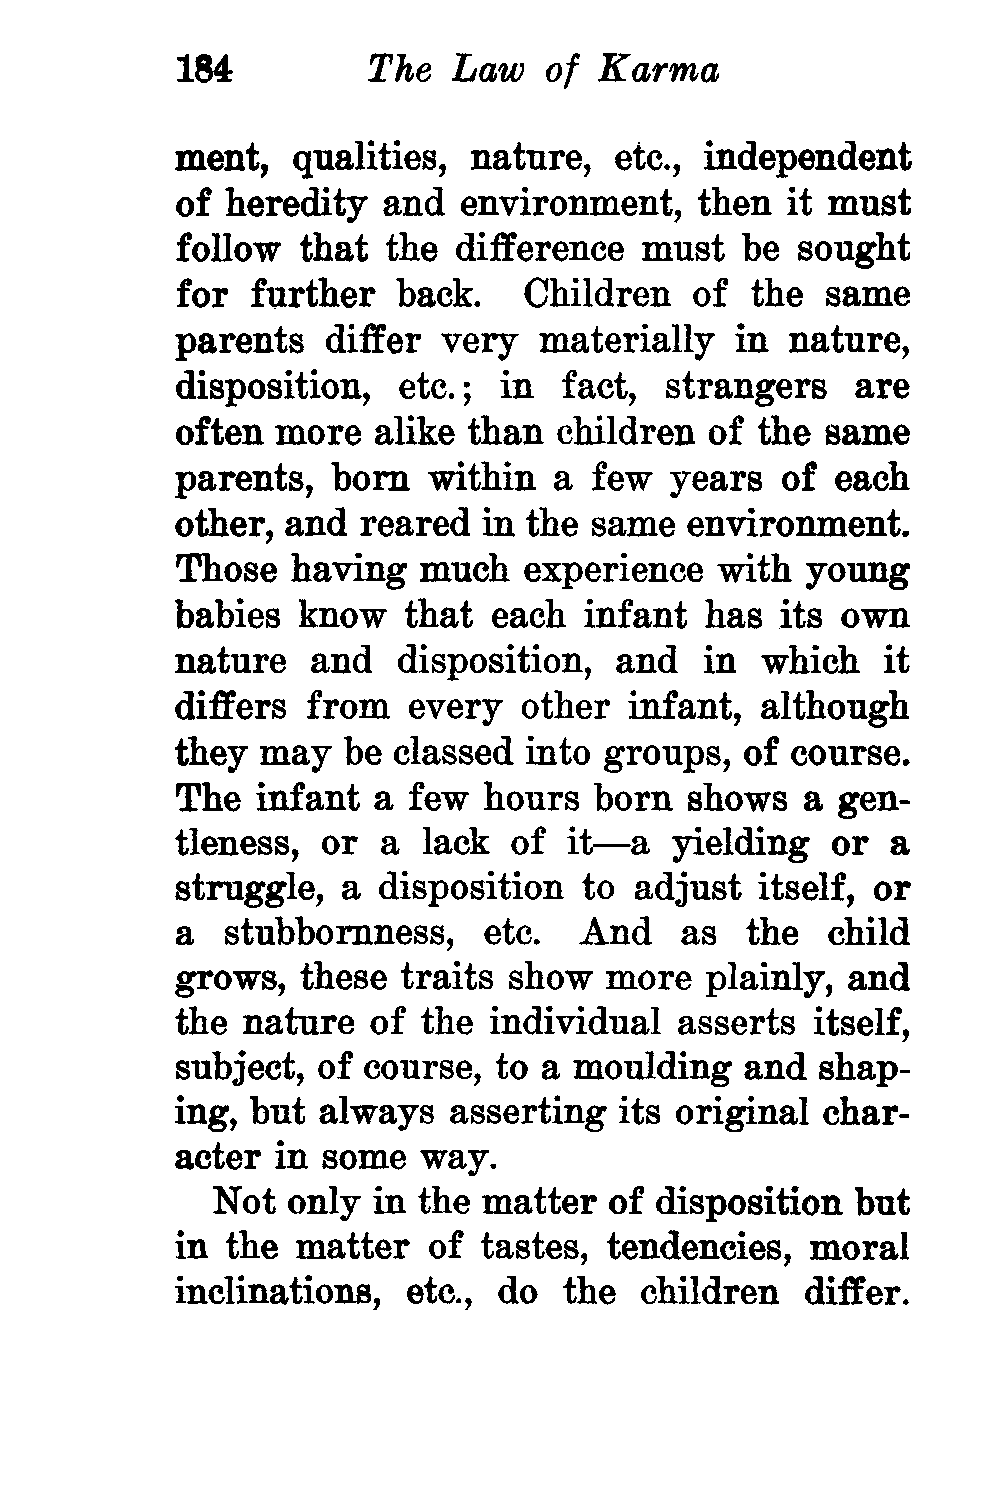 184 The Law of Karma
ment, qualities, nature, etc., independent
of heredity and environment, then it must
follow that the difference must be sought
for further back. Children of the same
parents differ very materially in nature,
disposition, etc.; in fact, strangers are
often more alike than children of the same
parents, born within a few years of each
other, and reared in the same environment.
Those having much experience with young
babies know that each infant has its own
nature and disposition, and in which it
differs from every other infant, although
they may be classed into groups, of course.
The infant a few hours born shows a gen-
tleness, or a lack of it—a yielding or a
struggle, a disposition to adjust itself, or
a stubbornness, etc. And as the child
grows, these traits show more plainly, and
the nature of the individual asserts itself,
subject, of course, to a moulding and shap-
ing, but always asserting its original char-
acter in some way.
Not only in the matter of disposition but
in the matter of tastes, tendencies, moral
inclinations, etc., do the children differ.